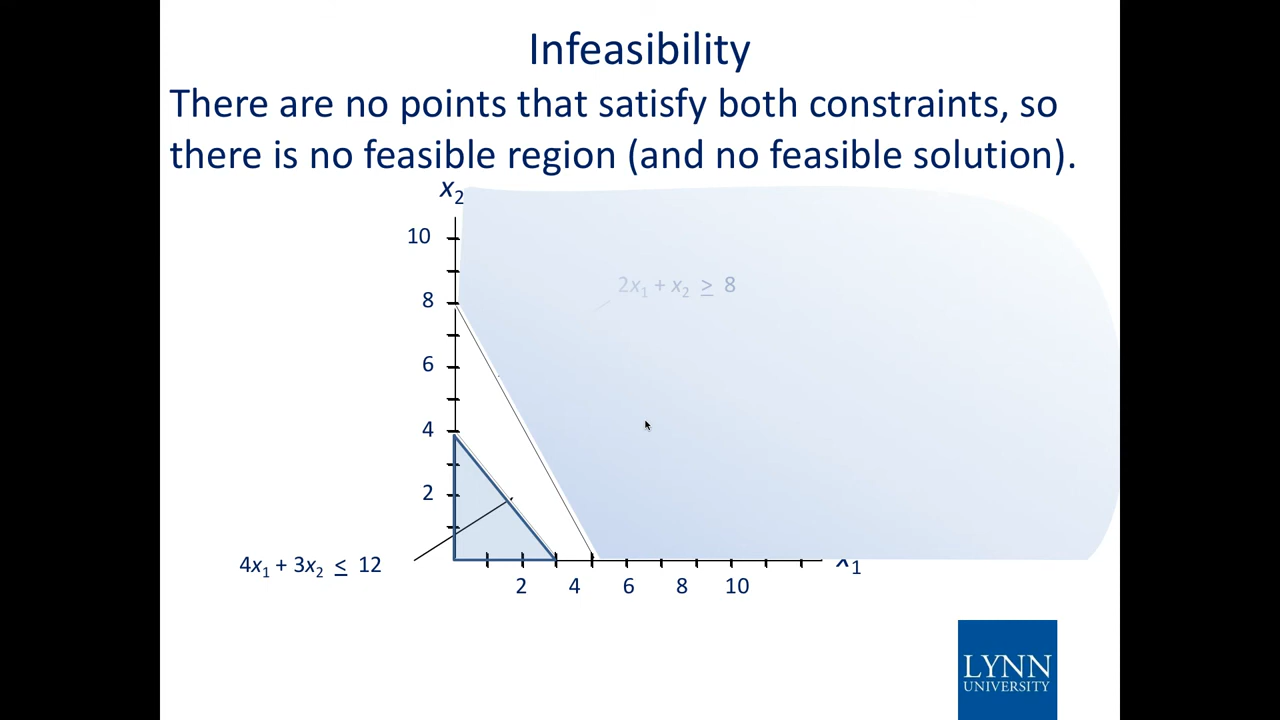 Infeasibility
There are no points that satisfy both constraints, so
there is no feasible region (and no feasible solution).
x₂
10
2x₁ + x₂ ≥ 8
8
6
4
2
4x₁ + 3x₂ ≤ 12
2 4 6 8 10
x₁
LYNN
UNIVERSITY